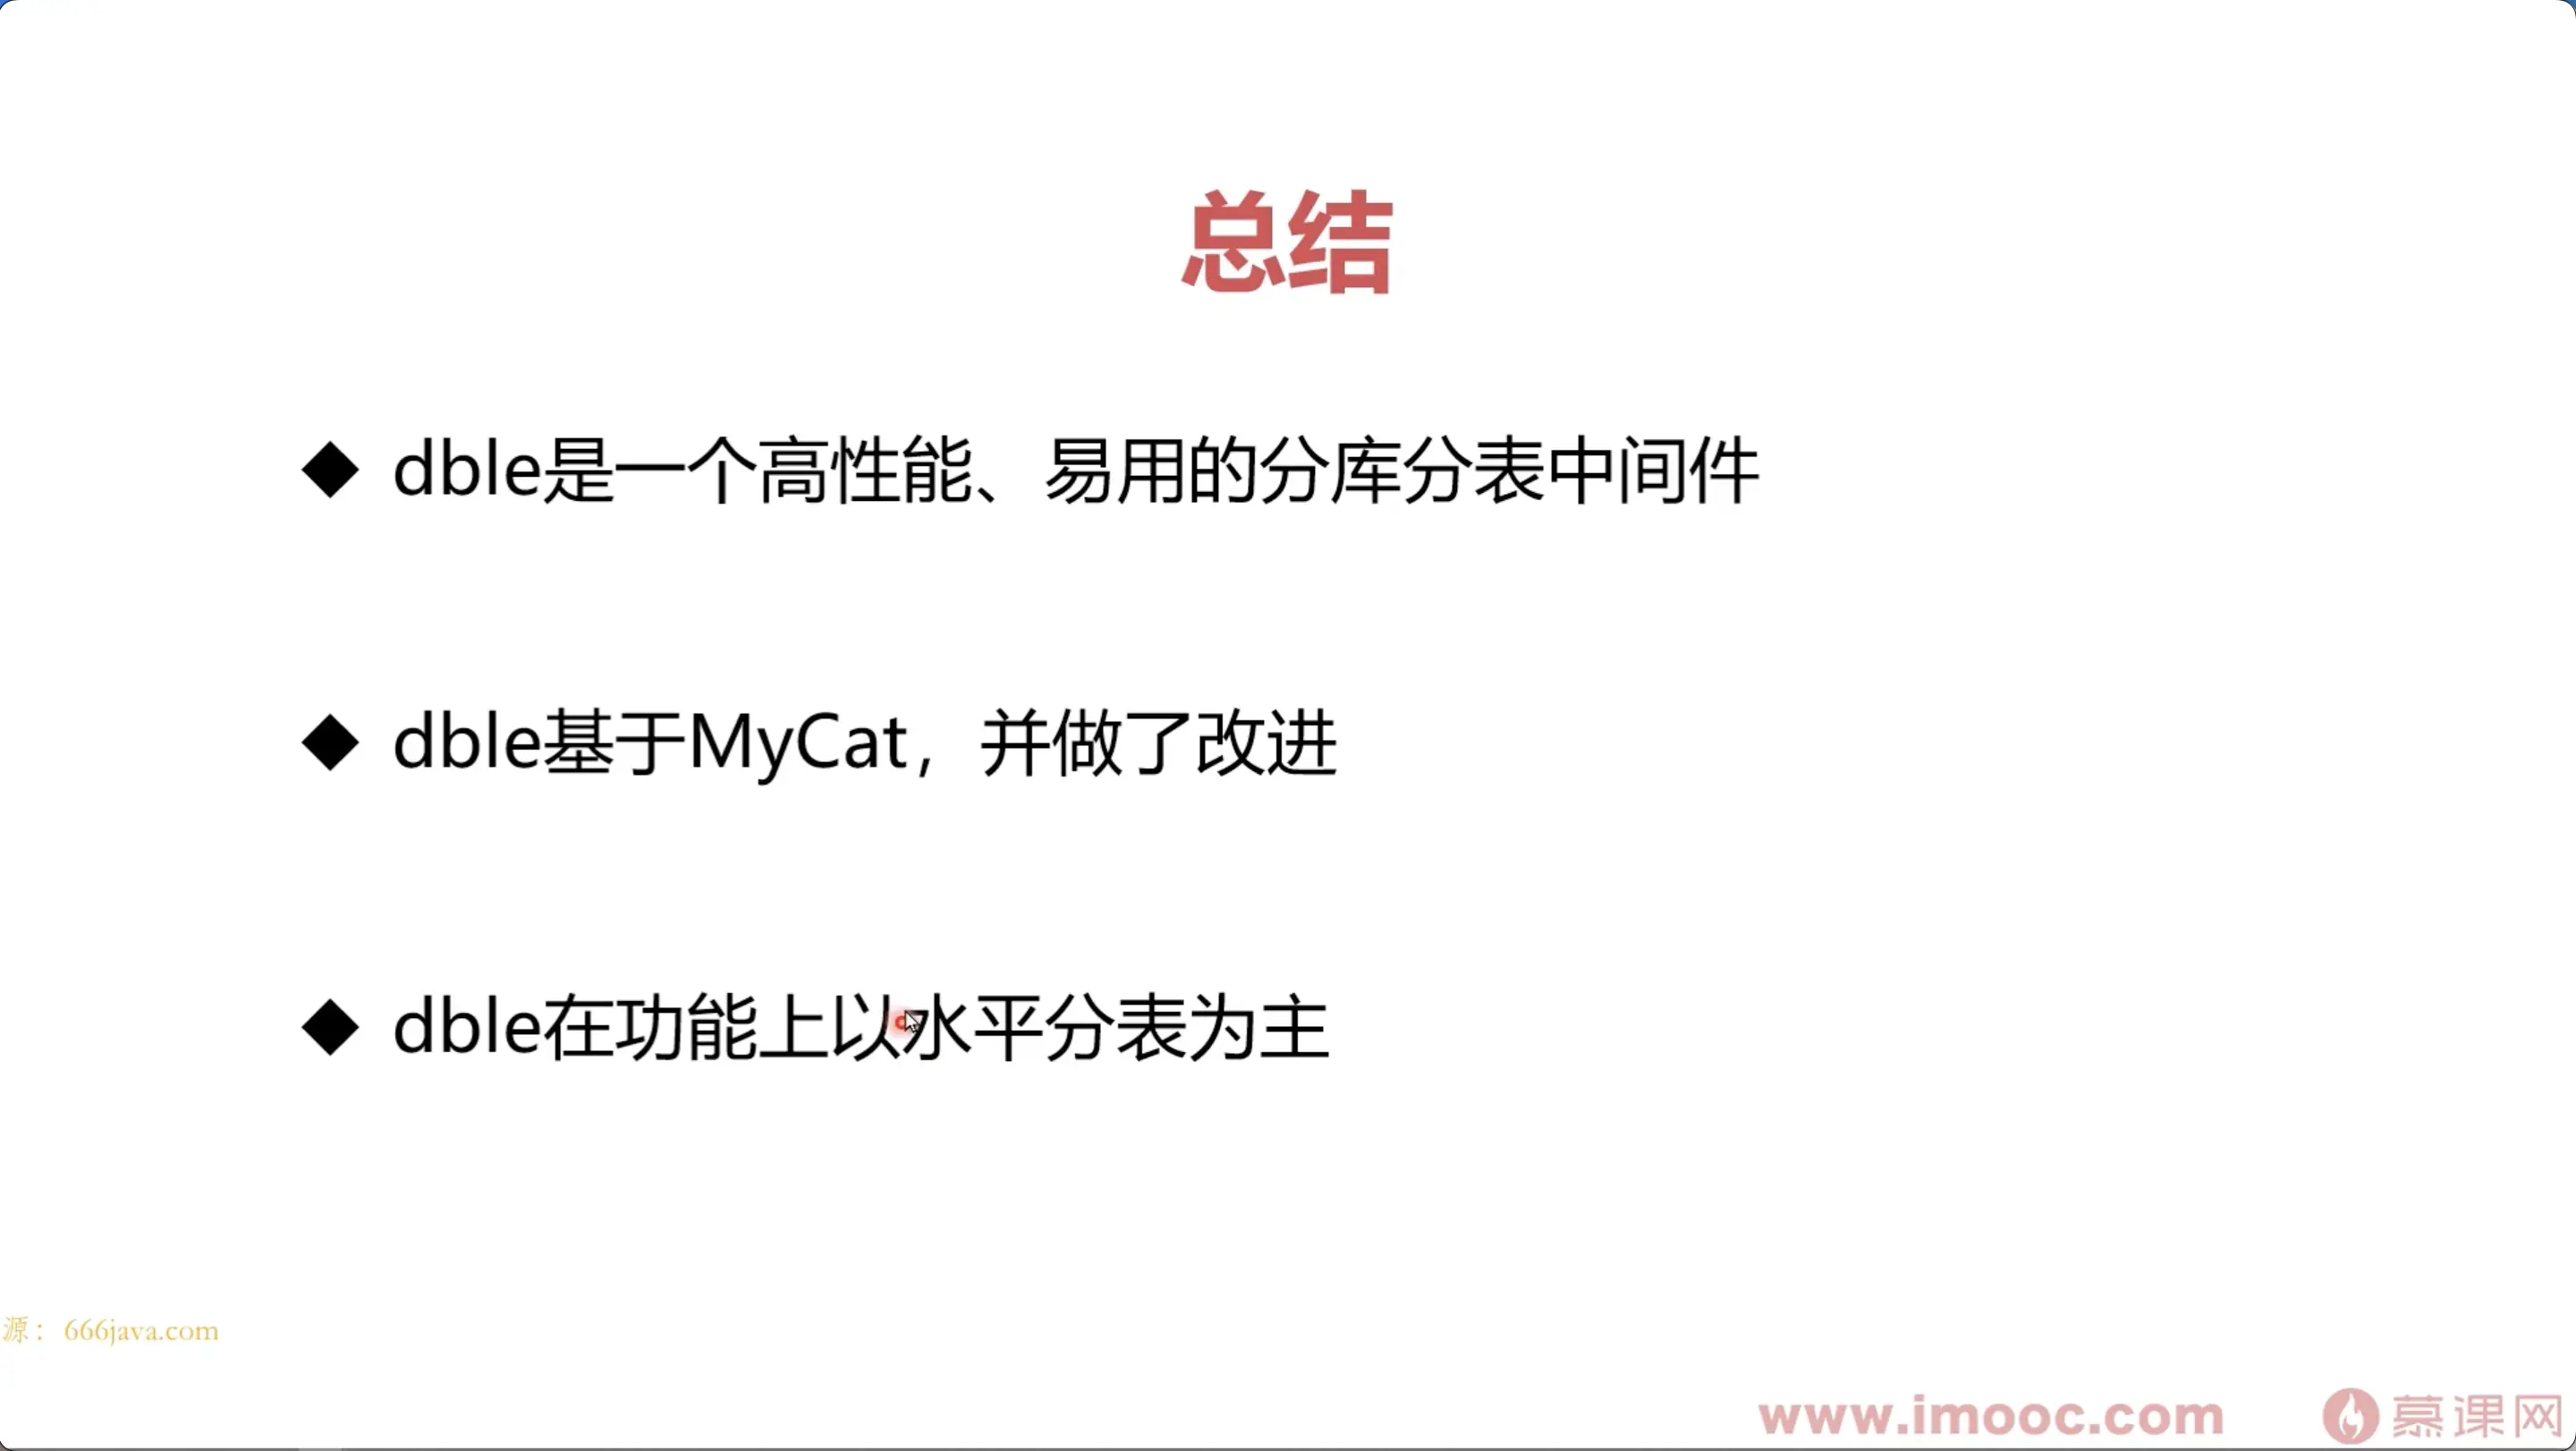 总结
◆ dble是一个高性能、易用的分库分表中间件
◆ dble基于MyCat，并做了改进
◆ dble在功能上以水平分表为主
源：666java.com
www.imooc.com 慕课网